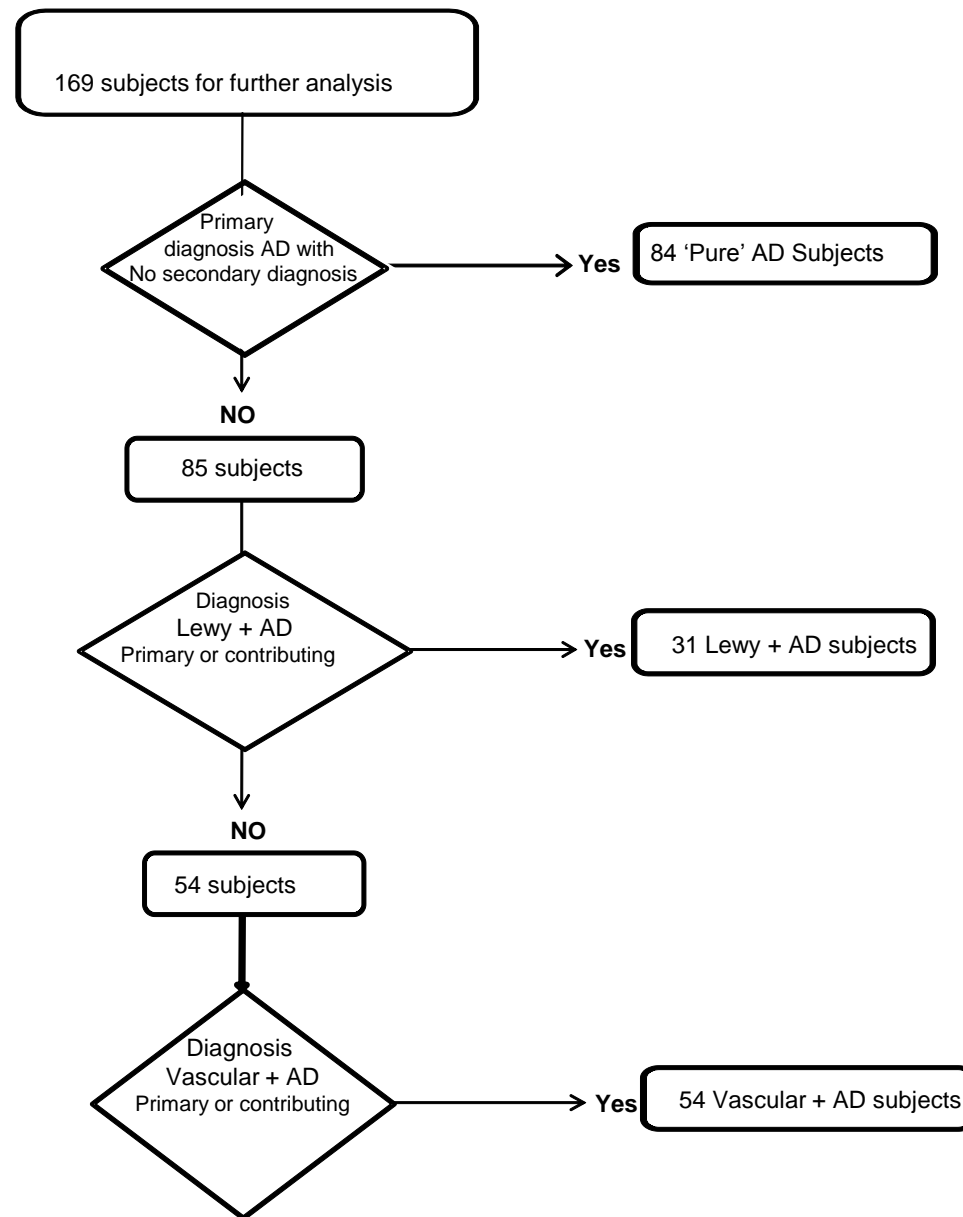 169 subjects for further analysis
Primary
diagnosis AD with
No secondary diagnosis
Yes
84 ‘Pure’ AD Subjects
NO
85 subjects
Diagnosis
Lewy + AD
Primary or contributing
Yes
31 Lewy + AD subjects
NO
54 subjects
Diagnosis
Vascular + AD
Primary or contributing
Yes
54 Vascular + AD subjects